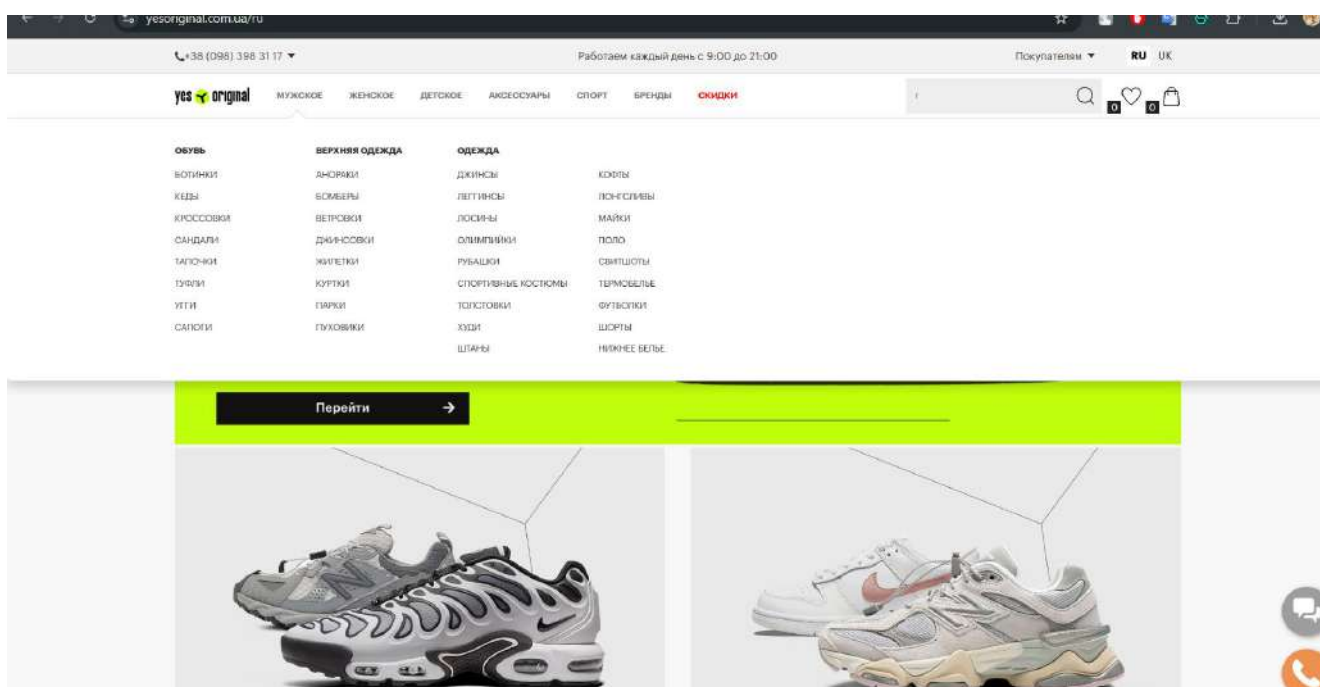 yesoriginal.com.ua/ru
+38 (098) 398 31 17
Работаем каждый день с 9:00 до 21:00
Покупателям
RU UK
yes original
МУЖСКОЕ ЖЕНСКОЕ ДЕТСКОЕ АКСЕССУАРЫ СПОРТ БРЕНДЫ СКИДКИ
0 0
ОБУВЬ
БОТИНКИ
КЕДЫ
КРОССОВКИ
САНДАЛИ
ТАПОЧКИ
ТУФЛИ
УГГИ
САПОГИ
ВЕРХНЯЯ ОДЕЖДА
АНОРАКИ
БОМБЕРЫ
ВЕТРОВКИ
ДЖИНСОВКИ
ЖИЛЕТКИ
КУРТКИ
ПАРКИ
ПУХОВИКИ
ОДЕЖДА
ДЖИНСЫ
ЛЕГГИНСЫ
ЛОСИНЫ
ОЛИМПИЙКИ
РУБАШКИ
СПОРТИВНЫЕ КОСТЮМЫ
ТОЛСТОВКИ
ХУДИ
ШТАНЫ
КОФТЫ
ЛОНГСЛИВЫ
МАЙКИ
ПОЛО
СВИТШОТЫ
ТЕРМОБЕЛЬЕ
ФУТБОЛКИ
ШОРТЫ
НИЖНЕЕ БЕЛЬЕ
Перейти